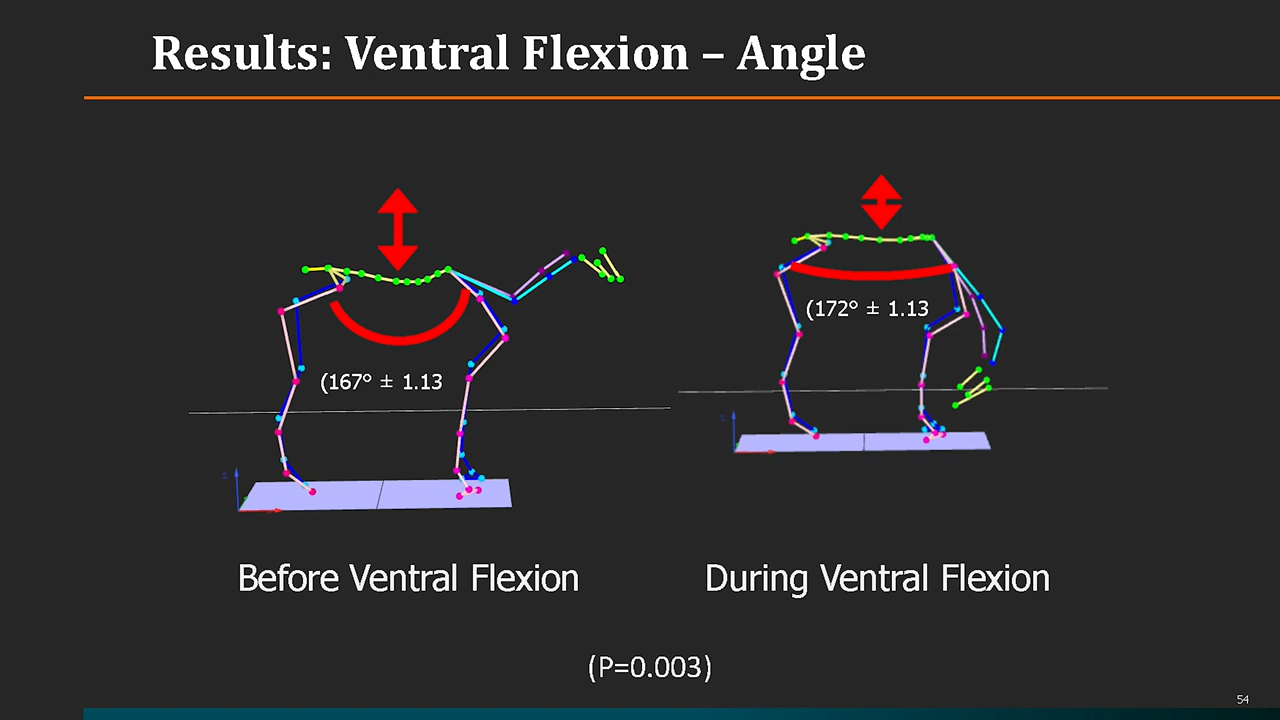 Results: Ventral Flexion – Angle
(167° ± 1.13
(172° ± 1.13
Before Ventral Flexion
During Ventral Flexion
(P=0.003)
54